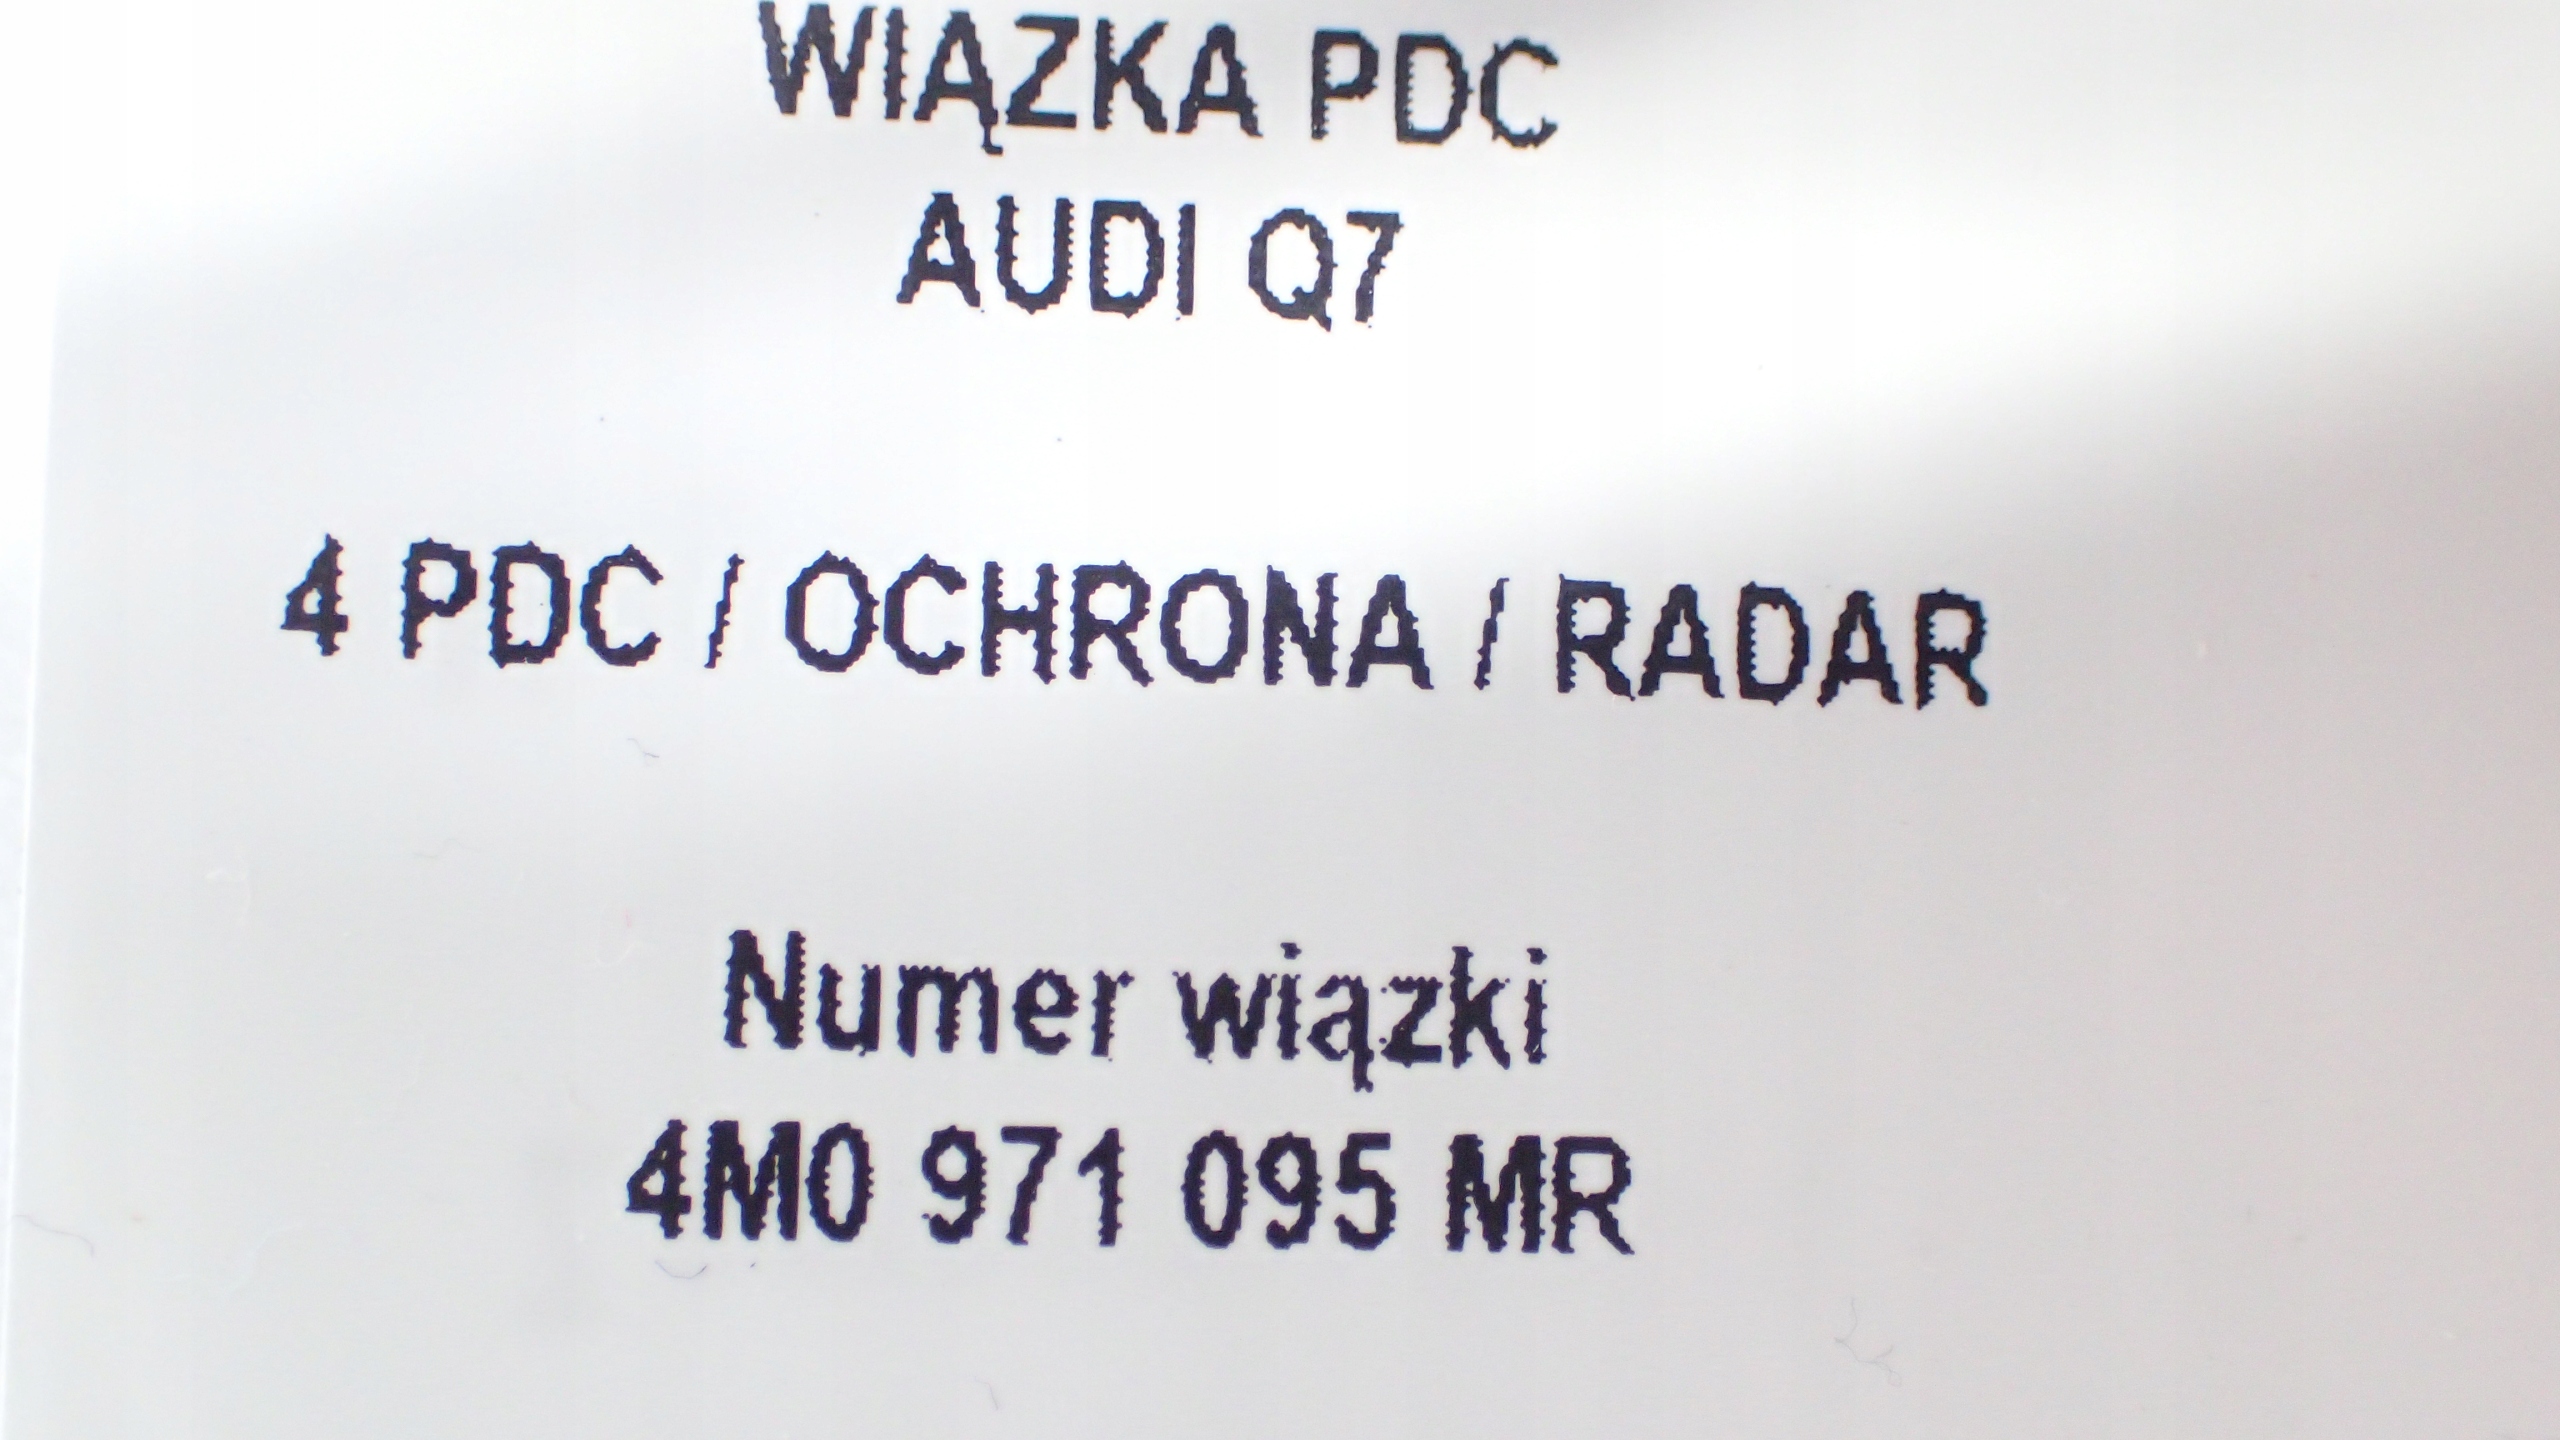 WIĄZKA PDC
AUDI Q7
4 PDC / OCHRONA / RADAR
Numer wiązki
4M0 971 095 MR